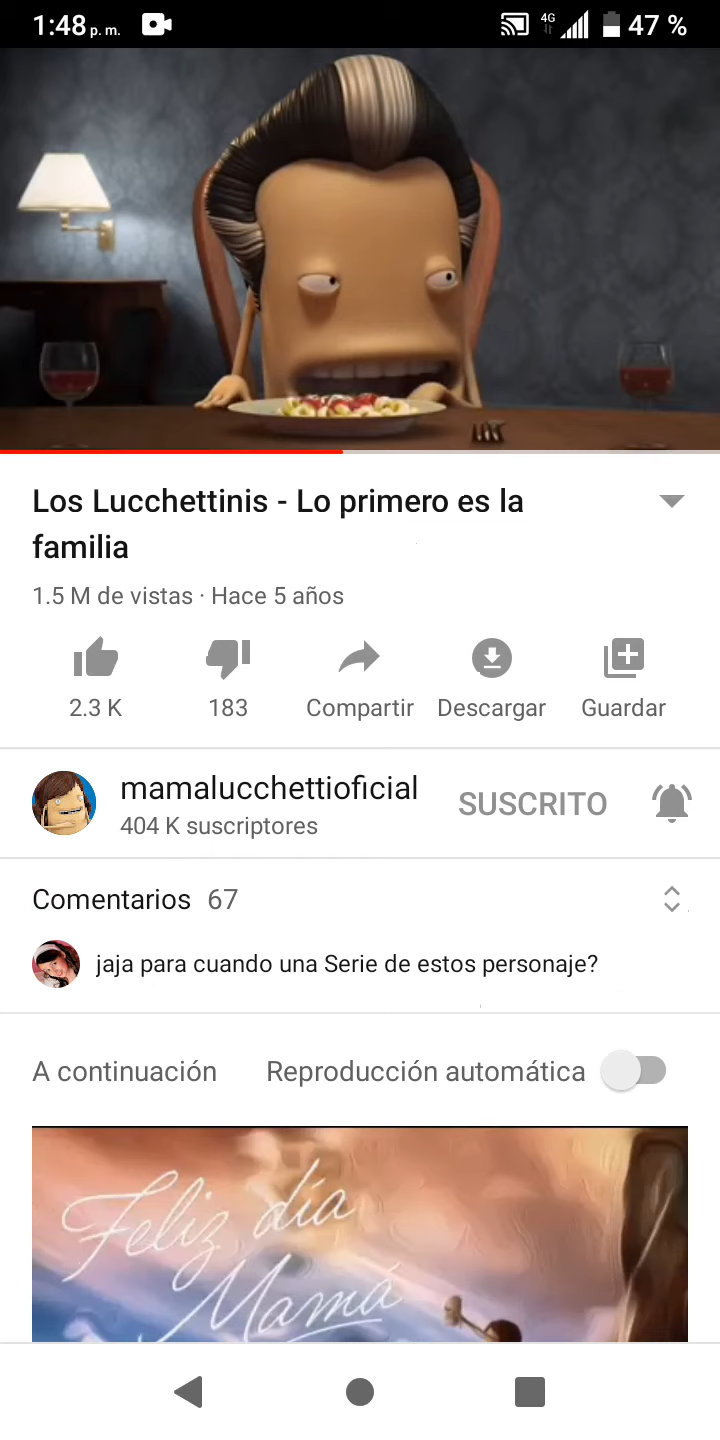 1:48 p. m.
4G
47 %
Los Lucchettinis - Lo primero es la
familia
1.5 M de vistas · Hace 5 años
2.3 K
183
Compartir
Descargar
Guardar
mamalucchettioficial
404 K suscriptores
SUSCRITO
Comentarios 67
jaja para cuando una Serie de estos personaje?
A continuación
Reproducción automática
Feliz día
Mamá